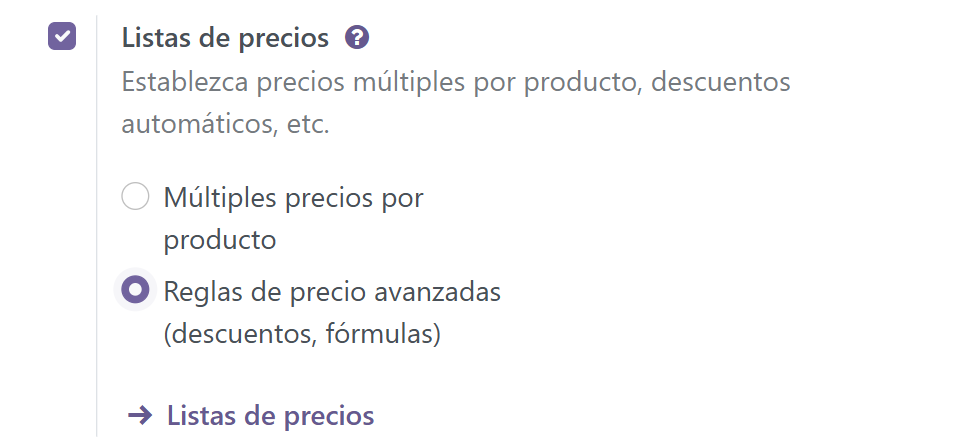 Listas de precios ?
Establezca precios múltiples por producto, descuentos
automáticos, etc.
Múltiples precios por
producto
Reglas de precio avanzadas
(descuentos, fórmulas)
→ Listas de precios